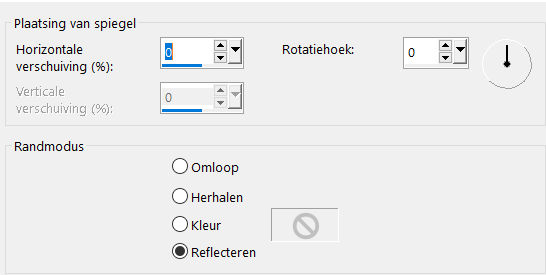 Plaatsing van spiegel
Horizontale verschuiving (%): 0
Rotatiehoek: 0
Verticale verschuiving (%): 0
Randmodus
Omloop
Herhalen
Kleur
Reflecteren